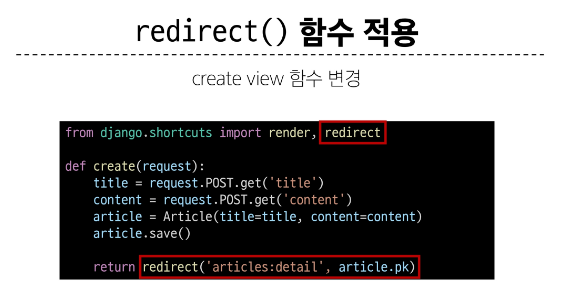 redirect() 함수 적용
create view 함수 변경
from django.shortcuts import render, redirect
def create(request):
    title = request.POST.get('title')
    content = request.POST.get('content')
    article = Article(title=title, content=content)
    article.save()
    return redirect('articles:detail', article.pk)